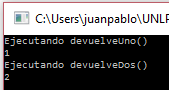 C:\Users\juanpablo\UNLP
Ejecutando devuelveUno()
1
Ejecutando devuelveDos()
2